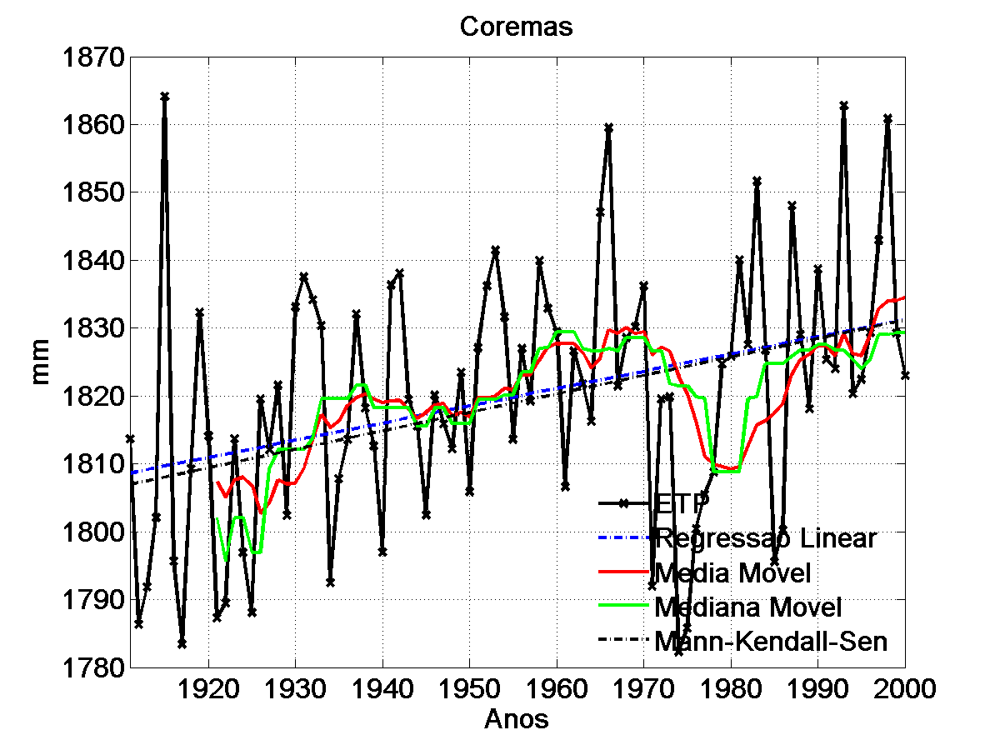 Coremas
1870
1860
1850
1840
1830
1820
1810
1800
1790
1780
mm
ETP
Regressao Linear
Media Movel
Mediana Movel
Mann-Kendall-Sen
1920 1930 1940 1950 1960 1970 1980 1990 2000
Anos